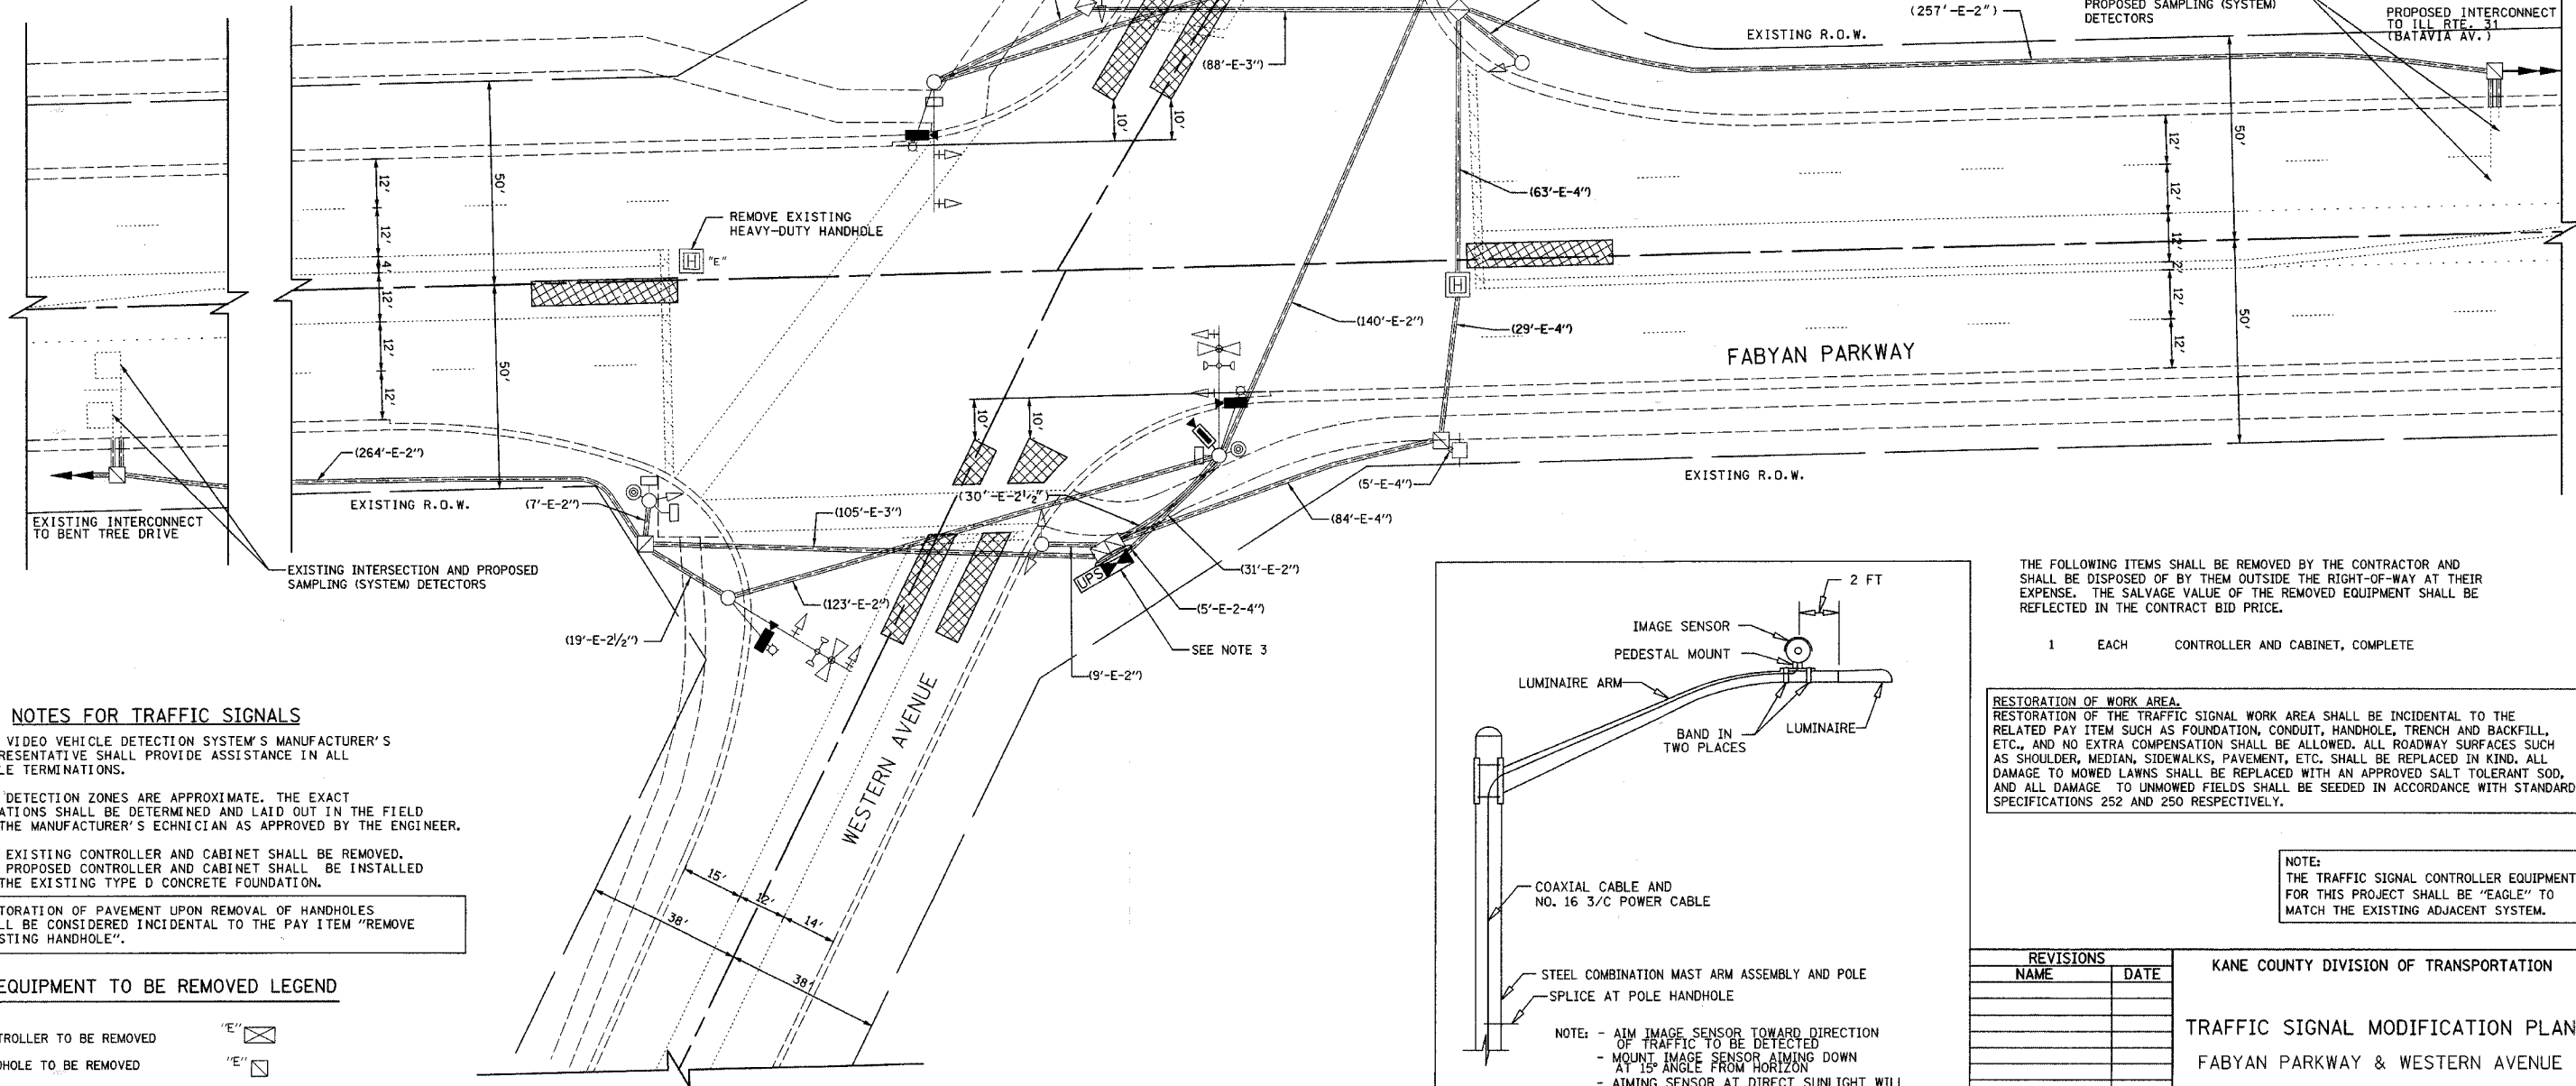 (257'-E-2")
PROPOSED SAMPLING (SYSTEM)
DETECTORS
PROPOSED INTERCONNECT
TO ILL RTE. 31
(BATAVIA AV.)
EXISTING R.O.W.
(88'-E-3")
10'
10'
12'
50'
12'
12'
2'
12'
12'
50'
12'
50'
12'
4'
12'
12'
12'
50'
(63'-E-4")
REMOVE EXISTING
HEAVY-DUTY HANDHOLE
H
"E"
H
(140'-E-2")
(29'-E-4")
FABYAN PARKWAY
10'
10'
(264'-E-2")
EXISTING R.O.W.
(7'-E-2")
(105'-E-3")
(30'-E-2½")
(5'-E-4")
EXISTING R.O.W.
(84'-E-4")
EXISTING INTERCONNECT
TO BENT TREE DRIVE
EXISTING INTERSECTION AND PROPOSED
SAMPLING (SYSTEM) DETECTORS
UPS
(31'-E-2")
(123'-E-2")
(5'-E-2-4")
(19'-E-2½")
SEE NOTE 3
(9'-E-2")
WESTERN AVENUE
15'
12'
14'
38'
38'
NOTES FOR TRAFFIC SIGNALS
VIDEO VEHICLE DETECTION SYSTEM'S MANUFACTURER'S
RESENTATIVE SHALL PROVIDE ASSISTANCE IN ALL
LE TERMINATIONS.
DETECTION ZONES ARE APPROXIMATE. THE EXACT
ATIONS SHALL BE DETERMINED AND LAID OUT IN THE FIELD
THE MANUFACTURER'S ECHNICIAN AS APPROVED BY THE ENGINEER.
EXISTING CONTROLLER AND CABINET SHALL BE REMOVED.
PROPOSED CONTROLLER AND CABINET SHALL BE INSTALLED
THE EXISTING TYPE D CONCRETE FOUNDATION.
TORATION OF PAVEMENT UPON REMOVAL OF HANDHOLES
LL BE CONSIDERED INCIDENTAL TO THE PAY ITEM "REMOVE
STING HANDHOLE".
EQUIPMENT TO BE REMOVED LEGEND
TROLLER TO BE REMOVED "E"
DHOLE TO BE REMOVED "E"
2 FT
IMAGE SENSOR
PEDESTAL MOUNT
LUMINAIRE ARM
BAND IN
TWO PLACES
LUMINAIRE
COAXIAL CABLE AND
NO. 16 3/C POWER CABLE
STEEL COMBINATION MAST ARM ASSEMBLY AND POLE
SPLICE AT POLE HANDHOLE
NOTE: - AIM IMAGE SENSOR TOWARD DIRECTION
OF TRAFFIC TO BE DETECTED
- MOUNT IMAGE SENSOR AIMING DOWN
AT 15° ANGLE FROM HORIZON
- AIMING SENSOR AT DIRECT SUNLIGHT WILL
THE FOLLOWING ITEMS SHALL BE REMOVED BY THE CONTRACTOR AND
SHALL BE DISPOSED OF BY THEM OUTSIDE THE RIGHT-OF-WAY AT THEIR
EXPENSE. THE SALVAGE VALUE OF THE REMOVED EQUIPMENT SHALL BE
REFLECTED IN THE CONTRACT BID PRICE.
1 EACH CONTROLLER AND CABINET, COMPLETE
RESTORATION OF WORK AREA.
RESTORATION OF THE TRAFFIC SIGNAL WORK AREA SHALL BE INCIDENTAL TO THE
RELATED PAY ITEM SUCH AS FOUNDATION, CONDUIT, HANDHOLE, TRENCH AND BACKFILL,
ETC., AND NO EXTRA COMPENSATION SHALL BE ALLOWED. ALL ROADWAY SURFACES SUCH
AS SHOULDER, MEDIAN, SIDEWALKS, PAVEMENT, ETC. SHALL BE REPLACED IN KIND. ALL
DAMAGE TO MOWED LAWNS SHALL BE REPLACED WITH AN APPROVED SALT TOLERANT SOD,
AND ALL DAMAGE TO UNMOWED FIELDS SHALL BE SEEDED IN ACCORDANCE WITH STANDARD
SPECIFICATIONS 252 AND 250 RESPECTIVELY.
NOTE:
THE TRAFFIC SIGNAL CONTROLLER EQUIPMENT
FOR THIS PROJECT SHALL BE "EAGLE" TO
MATCH THE EXISTING ADJACENT SYSTEM.
REVISIONS
NAME DATE
KANE COUNTY DIVISION OF TRANSPORTATION
TRAFFIC SIGNAL MODIFICATION PLAN
FABYAN PARKWAY & WESTERN AVENUE